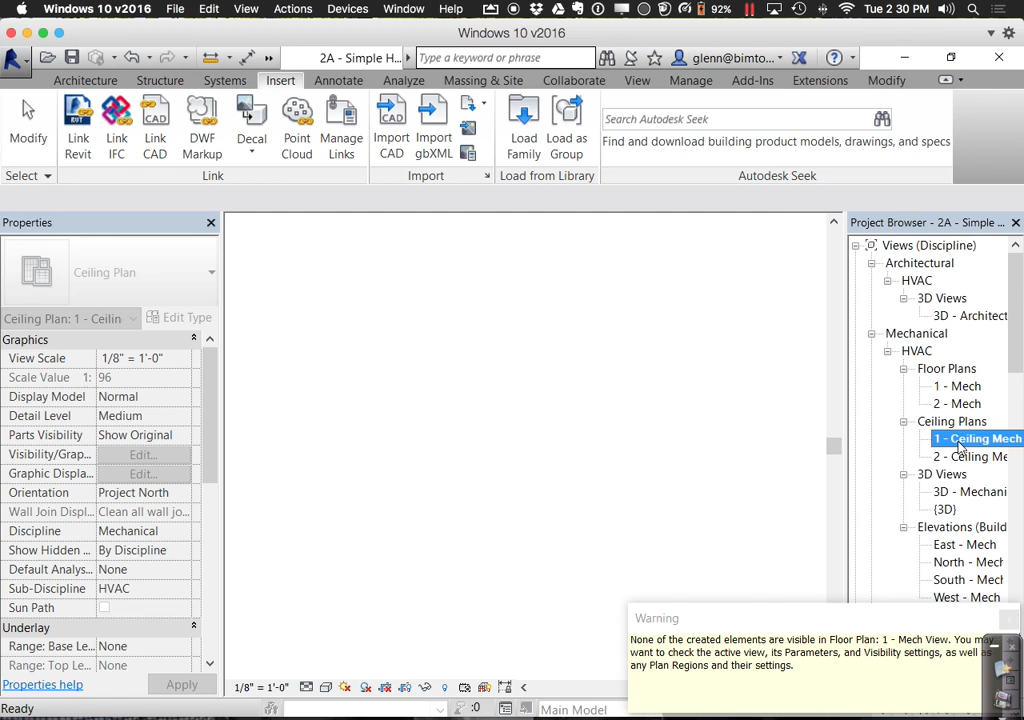 Windows 10 v2016 File Edit View Actions Devices Window Help 92% Tue 2 30 PM
Windows 10 v2016
2A - Simple H... Type a keyword or phrase glenn@bimto...
Architecture Structure Systems Insert Annotate Analyze Massing & Site Collaborate View Manage Add-Ins Extensions Modify
Modify
Link Revit
Link IFC
Link CAD
DWF Markup
Decal
Point Cloud
Manage Links
Import CAD
Import gbXML
Load Family
Load as Group
Search Autodesk Seek
Find and download building product models, drawings, and specs
Select Link Import Load from Library Autodesk Seek
Properties
Ceiling Plan
Ceiling Plan: 1 - Ceilin Edit Type
Graphics
View Scale 1/8" = 1'-0"
Scale Value 1: 96
Display Model Normal
Detail Level Medium
Parts Visibility Show Original
Visibility/Grap... Edit...
Graphic Displa... Edit...
Orientation Project North
Wall Join Displ... Clean all wall jo...
Discipline Mechanical
Show Hidden ... By Discipline
Default Analys... None
Sub-Discipline HVAC
Sun Path
Underlay
Range: Base Le... None
Range: Top Le... None
Properties help Apply
Project Browser - 2A - Simple ...
Views (Discipline)
Architectural
HVAC
3D Views
3D - Architect
Mechanical
HVAC
Floor Plans
1 - Mech
2 - Mech
Ceiling Plans
1 - Ceiling Mech
2 - Ceiling Me
3D Views
3D - Mechani
{3D}
Elevations (Build
East - Mech
North - Mech
South - Mech
West - Mech
Warning
None of the created elements are visible in Floor Plan: 1 - Mech View. You may
want to check the active view, its Parameters, and Visibility settings, as well as
any Plan Regions and their settings.
1/8" = 1'-0"
Ready :0 Main Model